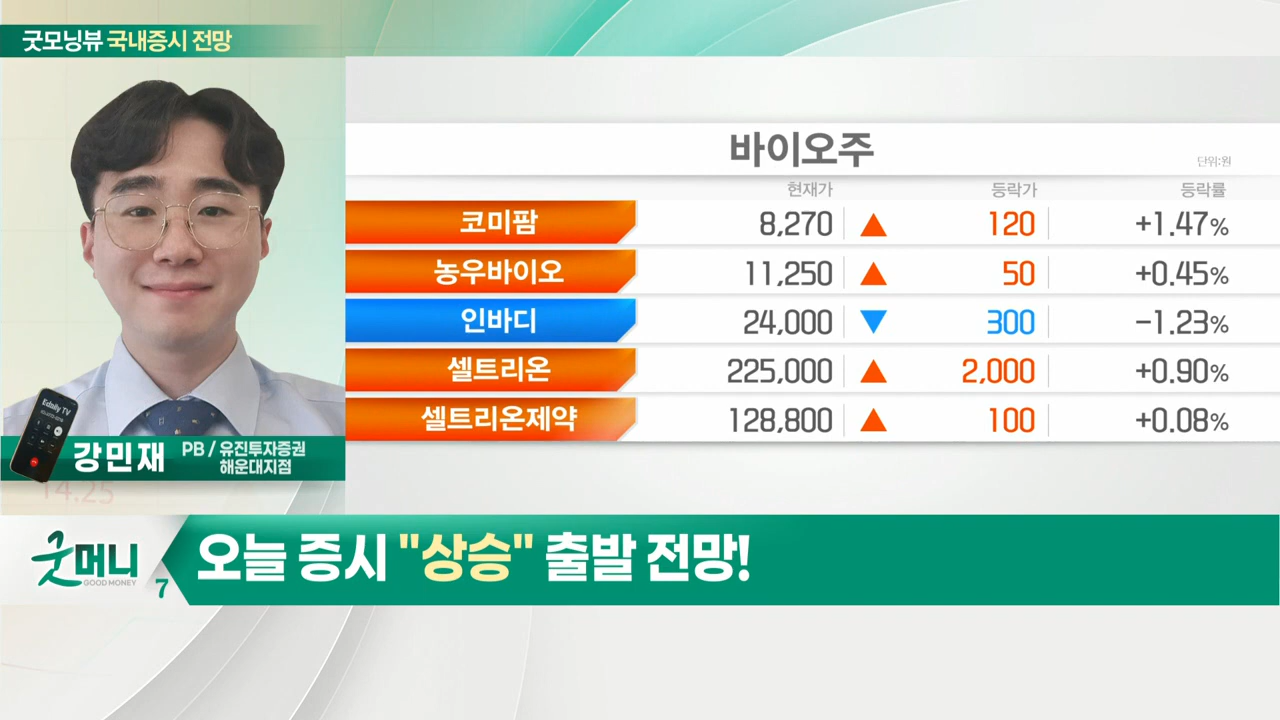 굿모닝뷰 국내증시 전망
바이오주
단위:원
현재가 등락가 등락률
코미팜 8,270 ▲ 120 +1.47%
농우바이오 11,250 ▲ 50 +0.45%
인바디 24,000 ▼ 300 -1.23%
셀트리온 225,000 ▲ 2,000 +0.90%
셀트리온제약 128,800 ▲ 100 +0.08%
Edaily TV
강민재 PB / 유진투자증권
해운대지점
14.25
굿머니 오늘 증시 "상승" 출발 전망!
GOOD MONEY
7